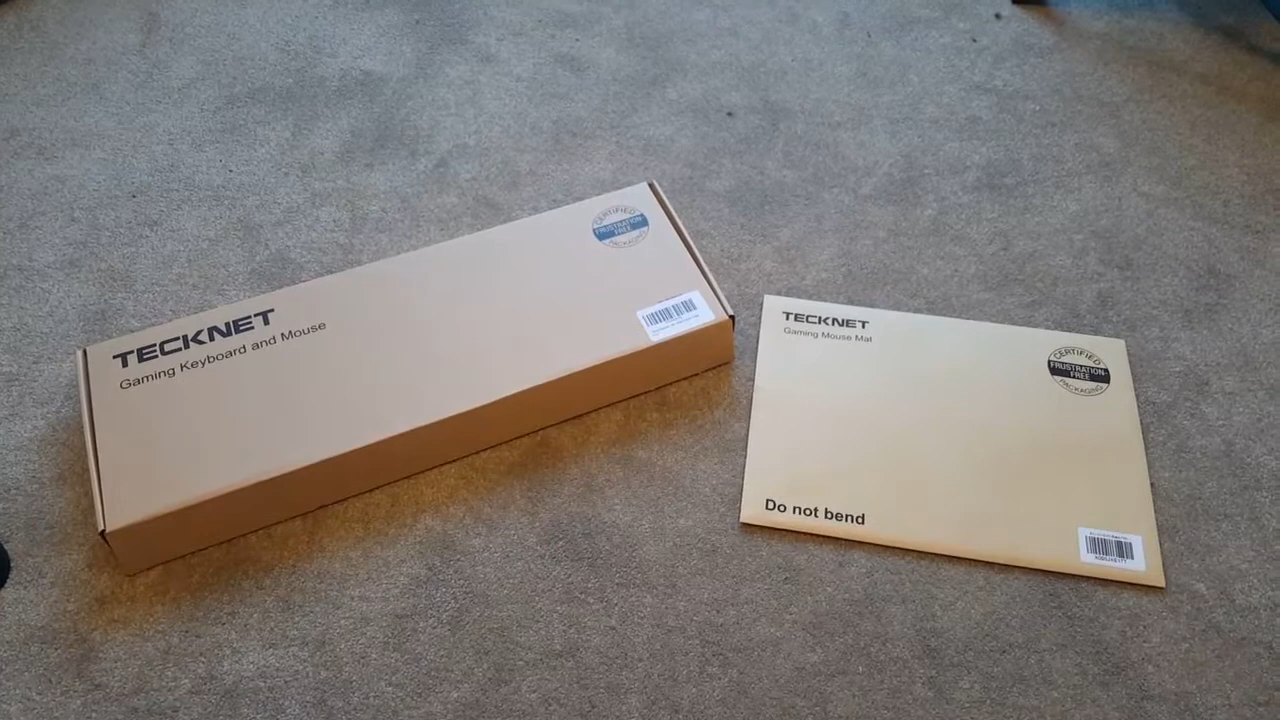 TECKNET
Gaming Keyboard and Mouse
CERTIFIED
FRUSTRATION-
FREE
PACKAGING
TECKNET
Gaming Mouse Mat
CERTIFIED
FRUSTRATION-
FREE
PACKAGING
Do not bend